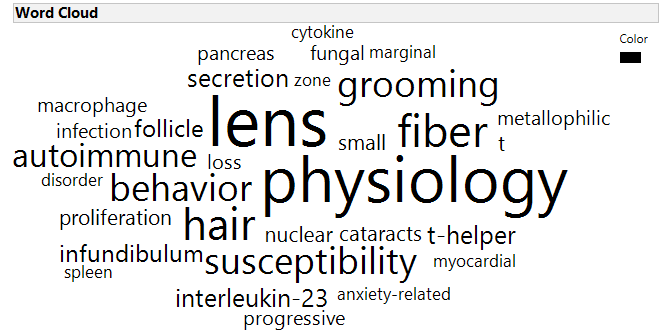 Word Cloud
cytokine
Color
pancreas fungal marginal
secretion zone grooming
macrophage lens metallophilic
infection follicle small fiber t
autoimmune loss
disorder behavior physiology
proliferation hair
nuclear cataracts t-helper
infundibulum susceptibility myocardial
spleen
interleukin-23 anxiety-related
progressive